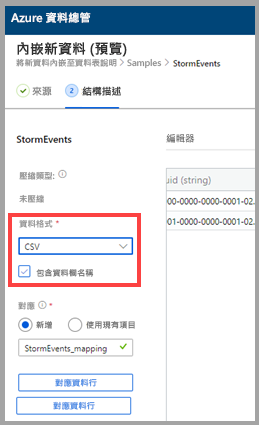 Azure 資料總管
內嵌新資料 (預覽)
將新資料內嵌至資料表說明 > Samples > StormEvents
來源
2 結構描述
StormEvents
編輯器
壓縮類型:
uid (string)
未壓縮
00-0000-0000-0001-02.
資料格式 *
01-0000-0000-0001-02..
CSV
包含資料欄名稱
對應 *
新增
使用現有項目
StormEvents_mapping
對應資料行
對應資料行